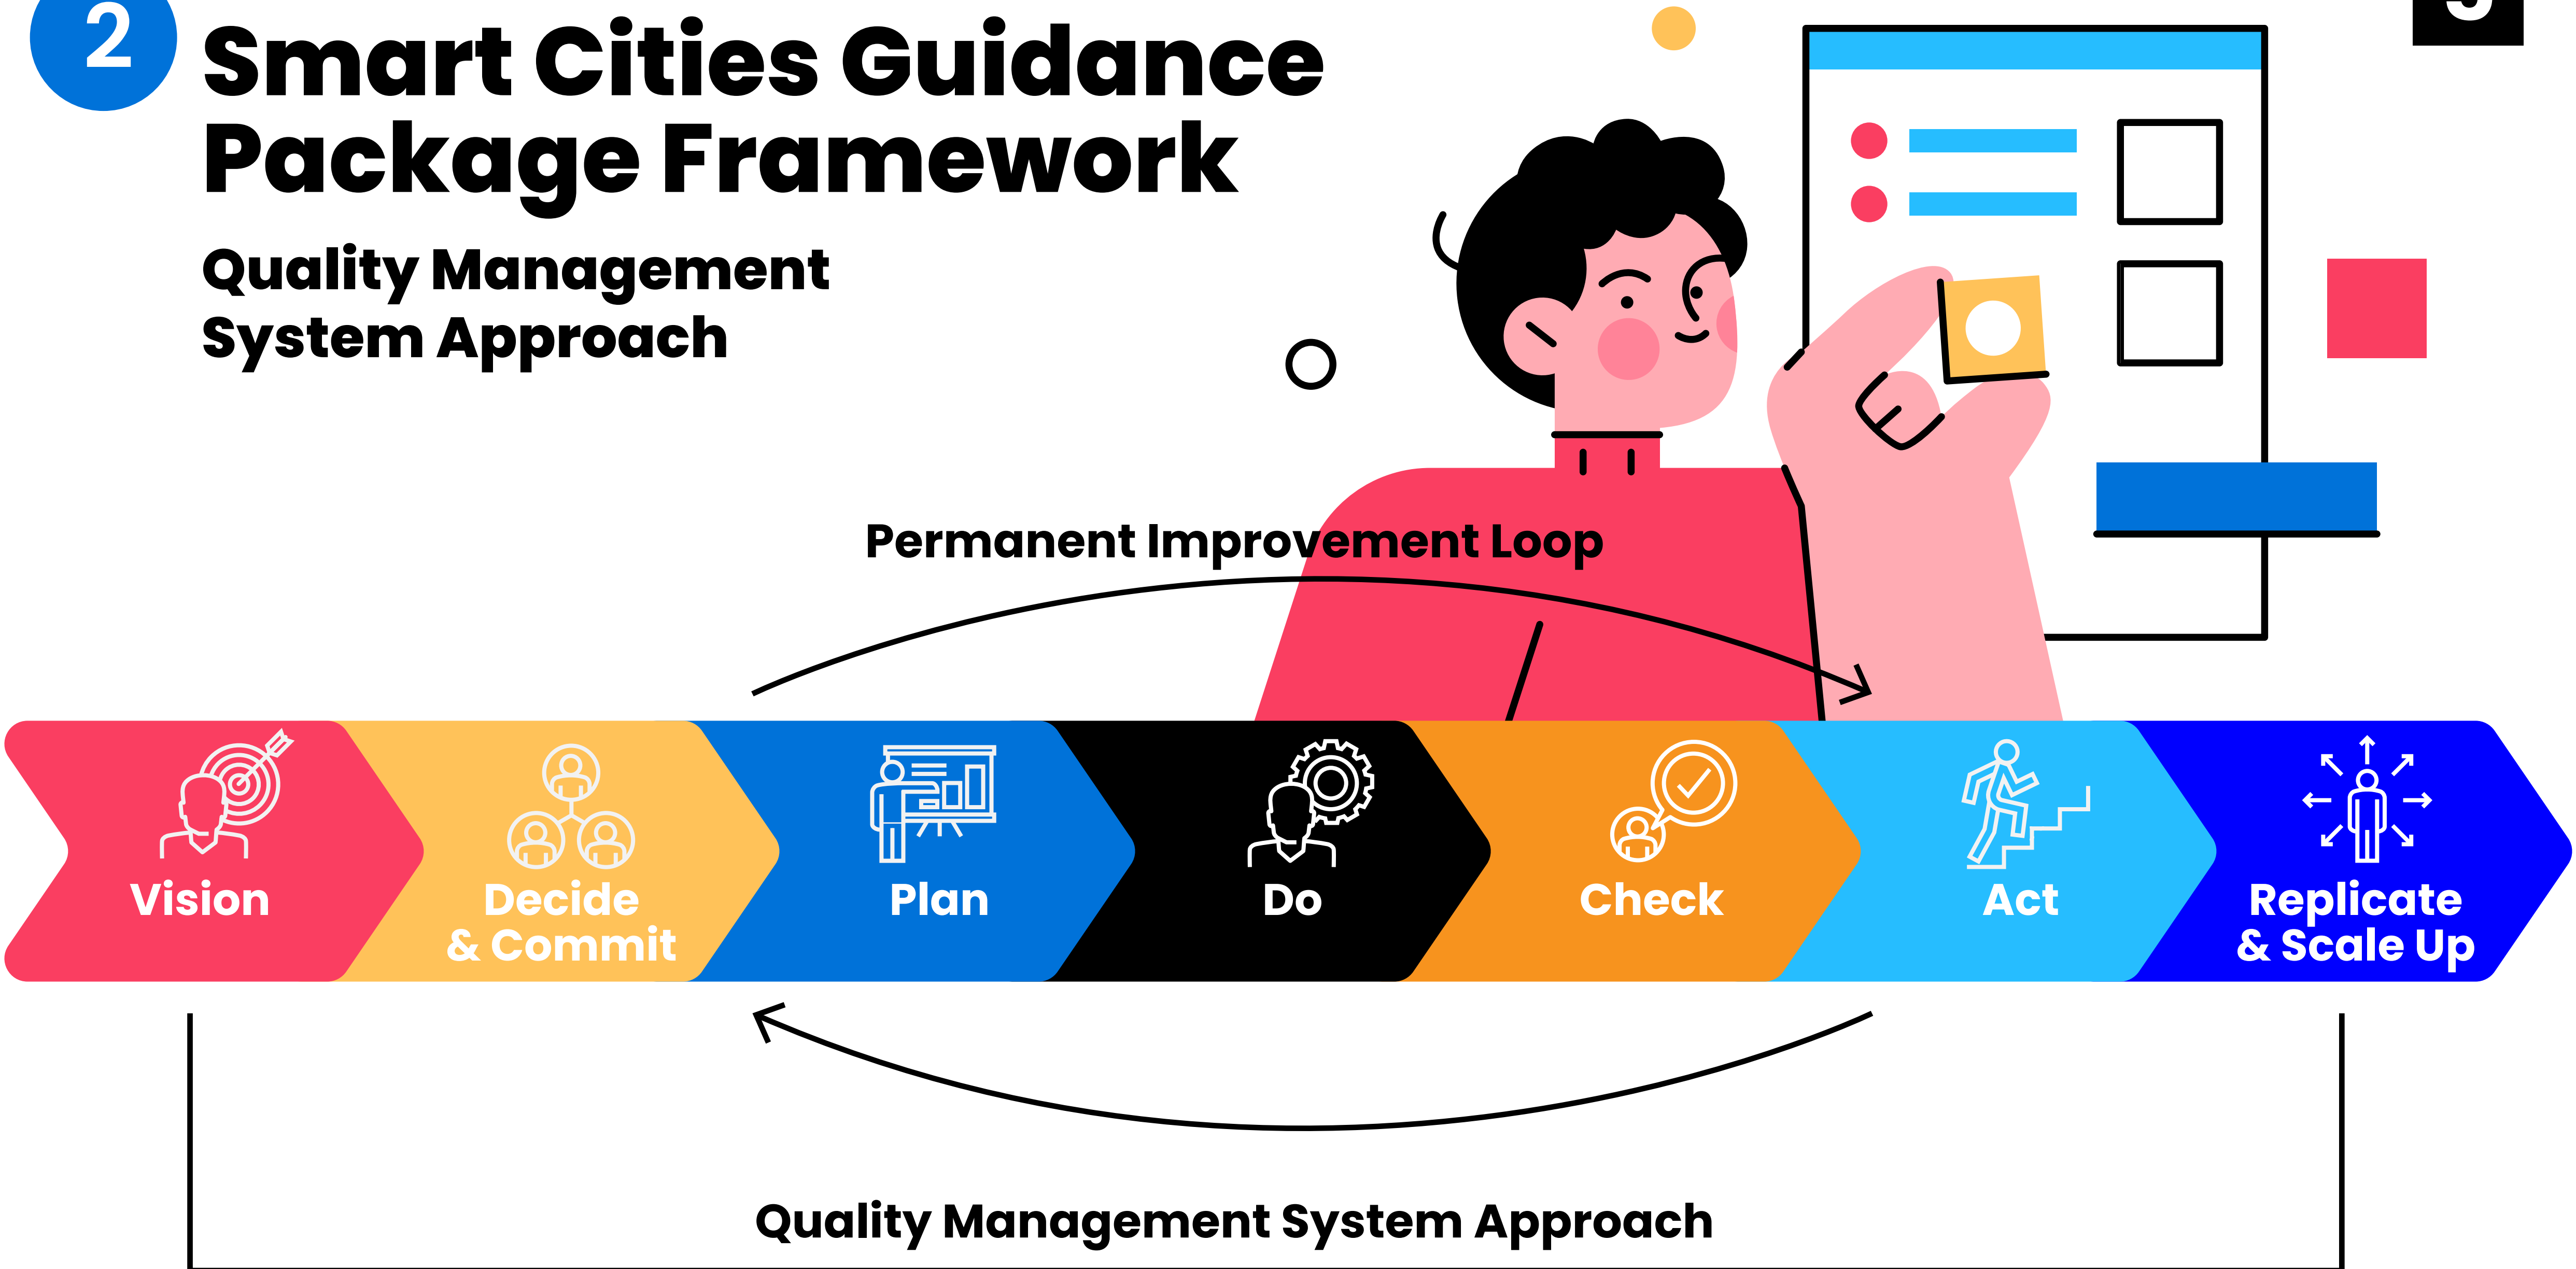 2
Smart Cities Guidance
Package Framework
Quality Management
System Approach
Permanent Improvement Loop
Vision
Decide
& Commit
Plan
Do
Check
Act
Replicate
& Scale Up
Quality Management System Approach